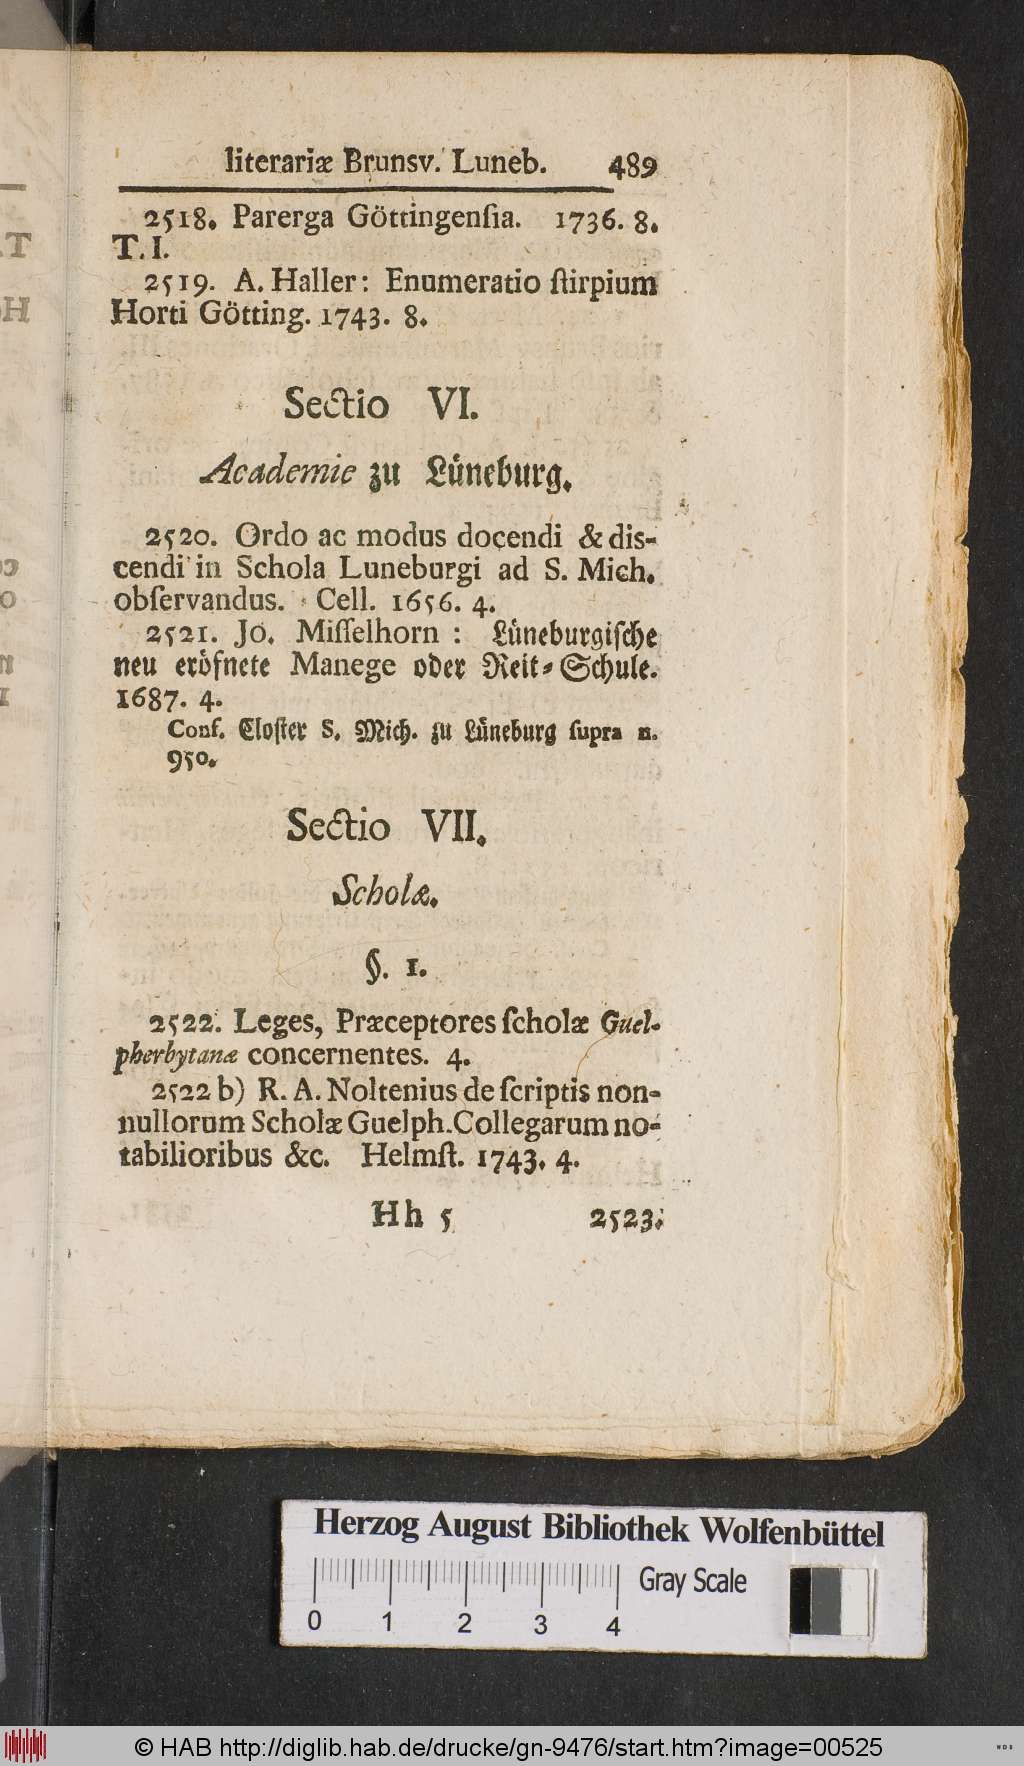 literariæ Brunsv. Luneb. 489
2518. Parerga Göttingenſia. 1736. 8.
T. I.
2519. A. Haller: Enumeratio ſtirpium
Horti Götting. 1743. 8.
Sectio VI.
Academie zu Lüneburg.
2520. Ordo ac modus docendi & dis-
cendi in Schola Luneburgi ad S. Mich.
obſervandus. Cell. 1656. 4.
2521. Jo. Miſſelhorn : Lüneburgiſche
neu eröfnete Manege oder Reit-Schule.
1687. 4.
Conf. Cloſter S. Mich. zu Lüneburg ſupra n.
950.
Sectio VII.
Scholæ.
§. 1.
2522. Leges, Præceptores ſcholæ Guel-
pherbytanæ concernentes. 4.
2522 b) R. A. Noltenius de ſcriptis non-
nullorum Scholæ Guelph. Collegarum no-
tabilioribus &c. Helmſt. 1743. 4.
Hh 5 2523.
Herzog August Bibliothek Wolfenbüttel
0 1 2 3 4 Gray Scale
© HAB http://diglib.hab.de/drucke/gn-9476/start.htm?image=00525